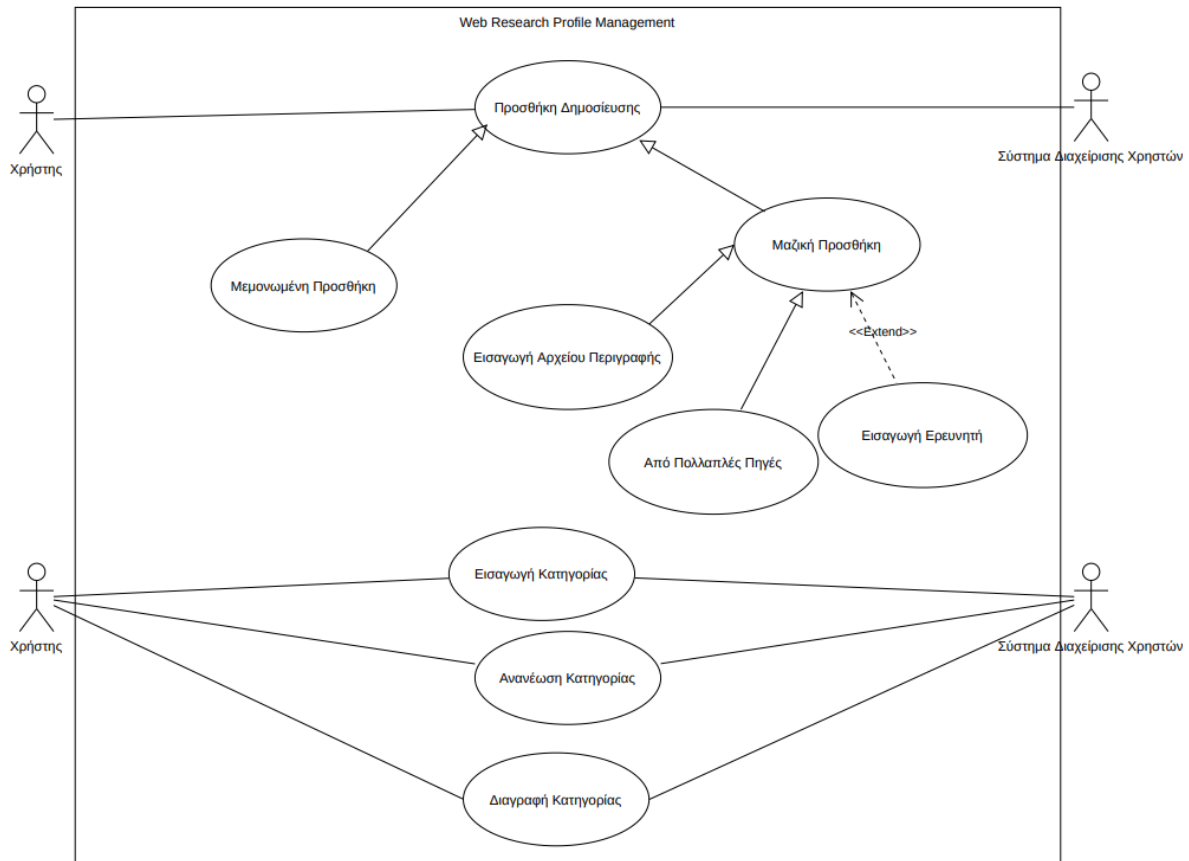 Web Research Profile Management
Προσθήκη Δημοσίευσης
Χρήστης
Σύστημα Διαχείρισης Χρηστών
Μαζική Προσθήκη
Μεμονωμένη Προσθήκη
<<Extend>>
Εισαγωγή Αρχείου Περιγραφής
Εισαγωγή Ερευνητή
Από Πολλαπλές Πηγές
Εισαγωγή Κατηγορίας
Χρήστης
Σύστημα Διαχείρισης Χρηστών
Ανανέωση Κατηγορίας
Διαγραφή Κατηγορίας